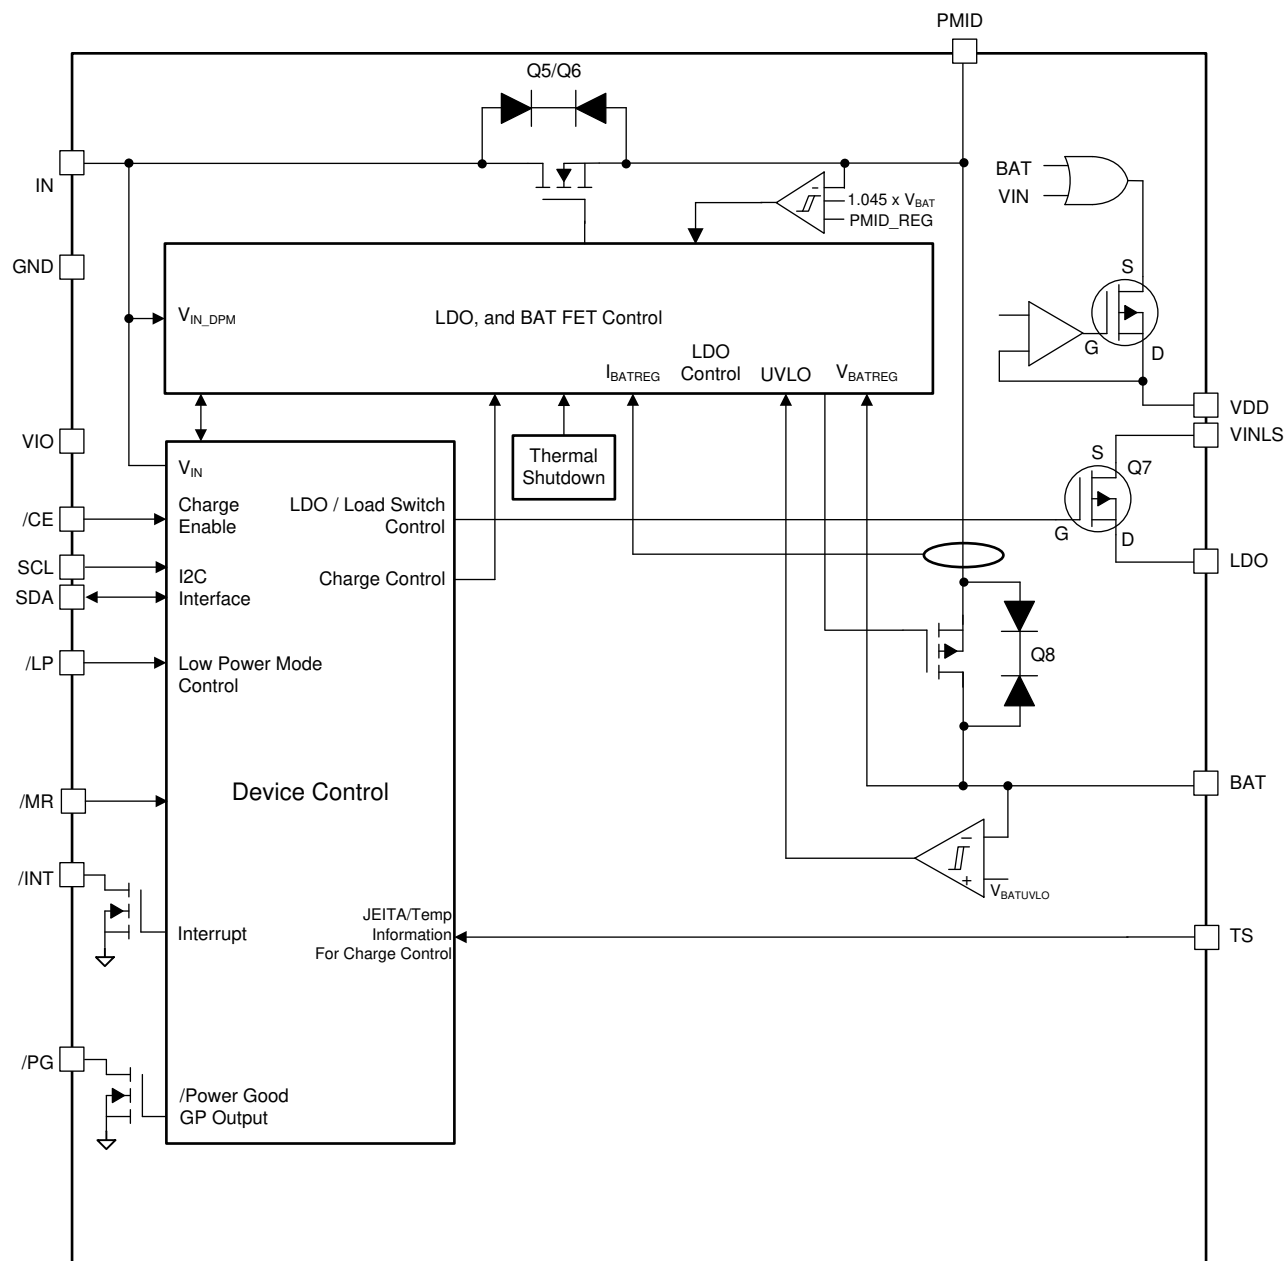 PMID
Q5/Q6
IN
BAT
VIN
-
1.045 x VBAT
PMID_REG
GND
S
VIN_DPM
LDO, and BAT FET Control
G
D
IBATREG
LDO
Control
UVLO
VBATREG
VDD
VIO
VINLS
VIN
Thermal
Shutdown
S
Q7
/CE
Charge
Enable
LDO / Load Switch
Control
G
D
SCL
SDA
I2C
Interface
Charge Control
LDO
/LP
Low Power Mode
Control
Q8
/MR
Device Control
BAT
−
+
VBATUVLO
/INT
Interrupt
JEITA/Temp
Information
For Charge Control
TS
/PG
/Power Good
GP Output